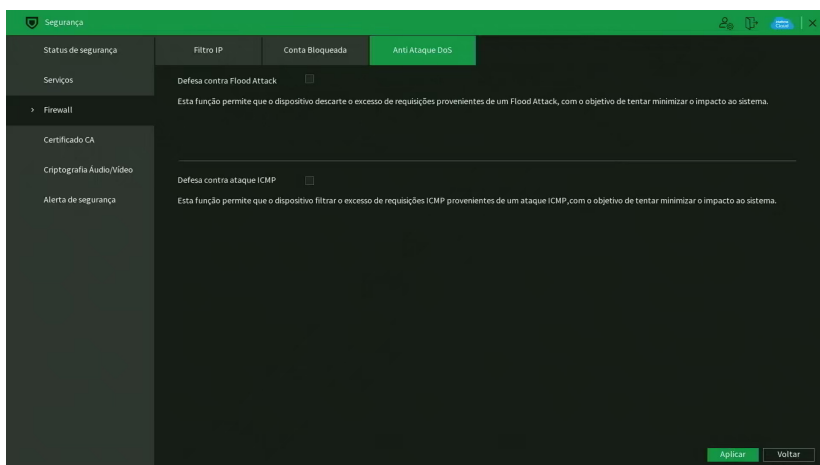 Segurança
Cloud
Status de segurança
Serviços
Firewall
Certificado CA
Criptografia Áudio/Vídeo
Alerta de segurança
Filtro IP
Conta Bloqueada
Anti Ataque DoS
Defesa contra Flood Attack
Esta função permite que o dispositivo descarte o excesso de requisições provenientes de um Flood Attack, com o objetivo de tentar minimizar o impacto ao sistema.
Defesa contra ataque ICMP
Esta função permite que o dispositivo filtrar o excesso de requisições ICMP provenientes de um ataque ICMP,com o objetivo de tentar minimizar o impacto ao sistema.
Aplicar
Voltar